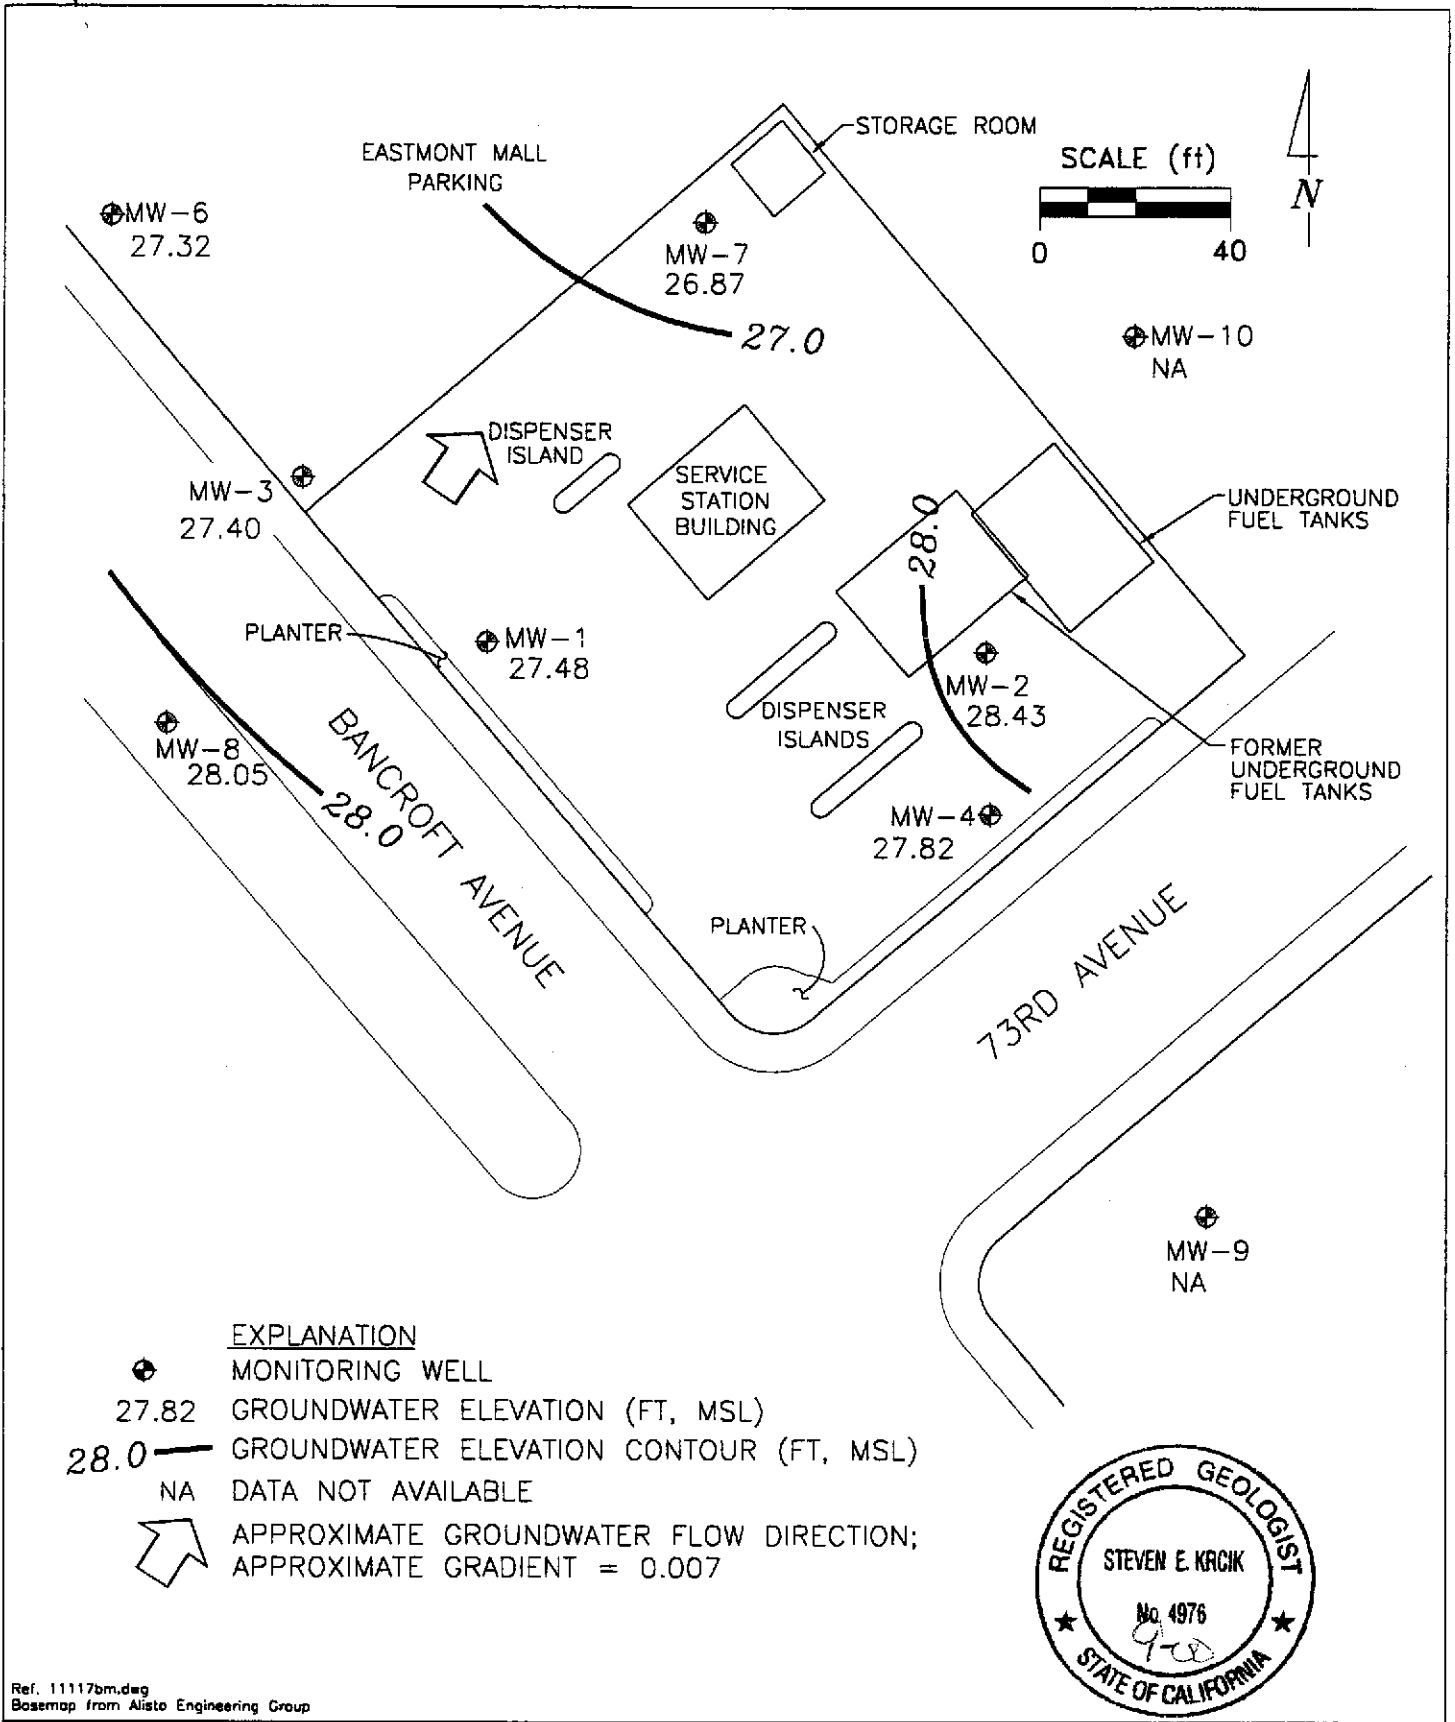 STORAGE ROOM
EASTMONT MALL
PARKING
SCALE (ft)
0 40
N
MW-6
27.32
MW-7
26.87
27.0
MW-10
NA
DISPENSER
ISLAND
SERVICE
STATION
BUILDING
MW-3
27.40
28.0
UNDERGROUND
FUEL TANKS
PLANTER
MW-1
27.48
MW-2
28.43
DISPENSER
ISLANDS
MW-8
28.05
28.0
BANCROFT AVENUE
FORMER
UNDERGROUND
FUEL TANKS
MW-4
27.82
PLANTER
73RD AVENUE
MW-9
NA
EXPLANATION
MONITORING WELL
27.82 GROUNDWATER ELEVATION (FT, MSL)
28.0 GROUNDWATER ELEVATION CONTOUR (FT, MSL)
NA DATA NOT AVAILABLE
APPROXIMATE GROUNDWATER FLOW DIRECTION;
APPROXIMATE GRADIENT = 0.007
REGISTERED GEOLOGIST
STEVEN E. KRCIK
No. 4976
STATE OF CALIFORNIA
Ref. 11117bm.dwg
Basemap from Alisto Engineering Group